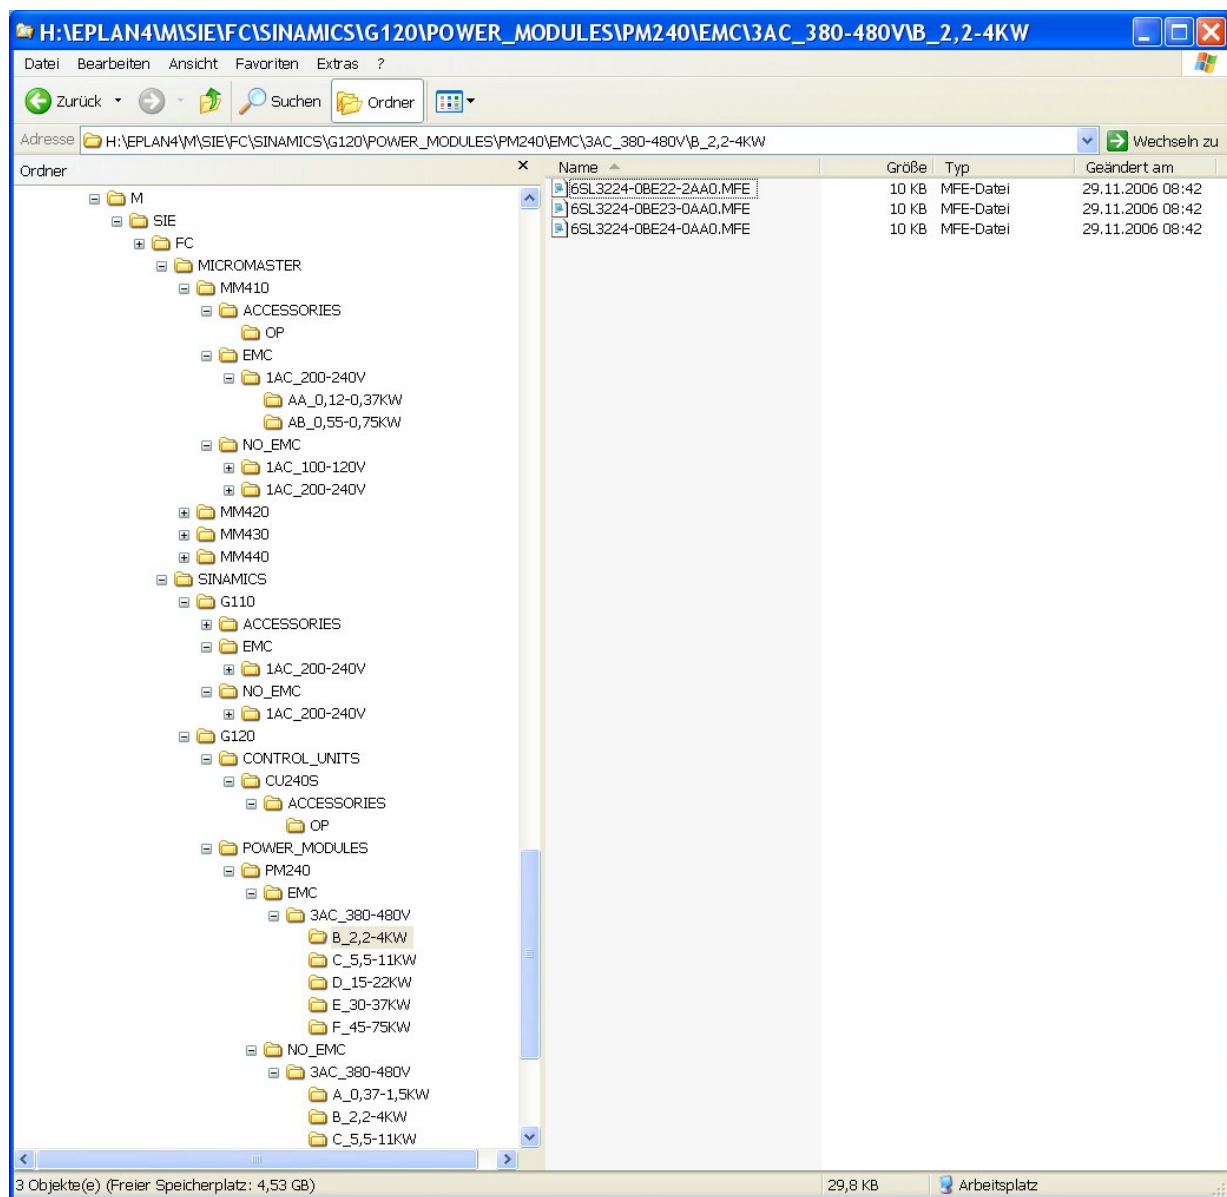 H:\EPLAN4\M\SIE\FC\SINAMICS\G120\POWER_MODULES\PM240\EMC\3AC_380-480V\B_2,2-4KW
Datei Bearbeiten Ansicht Favoriten Extras ?
Zurück Suchen Ordner
Adresse H:\EPLAN4\M\SIE\FC\SINAMICS\G120\POWER_MODULES\PM240\EMC\3AC_380-480V\B_2,2-4KW Wechseln zu
Ordner x
M
SIE
FC
MICROMASTER
MM410
ACCESSORIES
OP
EMC
1AC_200-240V
AA_0,12-0,37KW
AB_0,55-0,75KW
NO_EMC
1AC_100-120V
1AC_200-240V
MM420
MM430
MM440
SINAMICS
G110
ACCESSORIES
EMC
1AC_200-240V
NO_EMC
1AC_200-240V
G120
CONTROL_UNITS
CU240S
ACCESSORIES
OP
POWER_MODULES
PM240
EMC
3AC_380-480V
B_2,2-4KW
C_5,5-11KW
D_15-22KW
E_30-37KW
F_45-75KW
NO_EMC
3AC_380-480V
A_0,37-1,5KW
B_2,2-4KW
C_5,5-11KW
Name Größe Typ Geändert am
6SL3224-0BE22-2AA0.MFE 10 KB MFE-Datei 29.11.2006 08:42
6SL3224-0BE23-0AA0.MFE 10 KB MFE-Datei 29.11.2006 08:42
6SL3224-0BE24-0AA0.MFE 10 KB MFE-Datei 29.11.2006 08:42
3 Objekte(e) (Freier Speicherplatz: 4,53 GB) 29,8 KB Arbeitsplatz